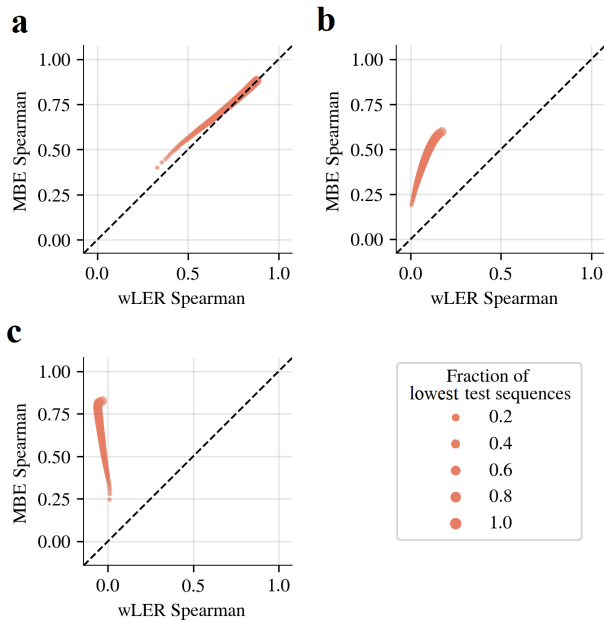 a
1.00
0.75
0.50
0.25
0.00
MBE Spearman
0.0 0.5 1.0
wLER Spearman
b
1.00
0.75
0.50
0.25
0.00
MBE Spearman
0.0 0.5 1.0
wLER Spearman
c
1.00
0.75
0.50
0.25
0.00
MBE Spearman
0.0 0.5 1.0
wLER Spearman
Fraction of
lowest test sequences
0.2
0.4
0.6
0.8
1.0